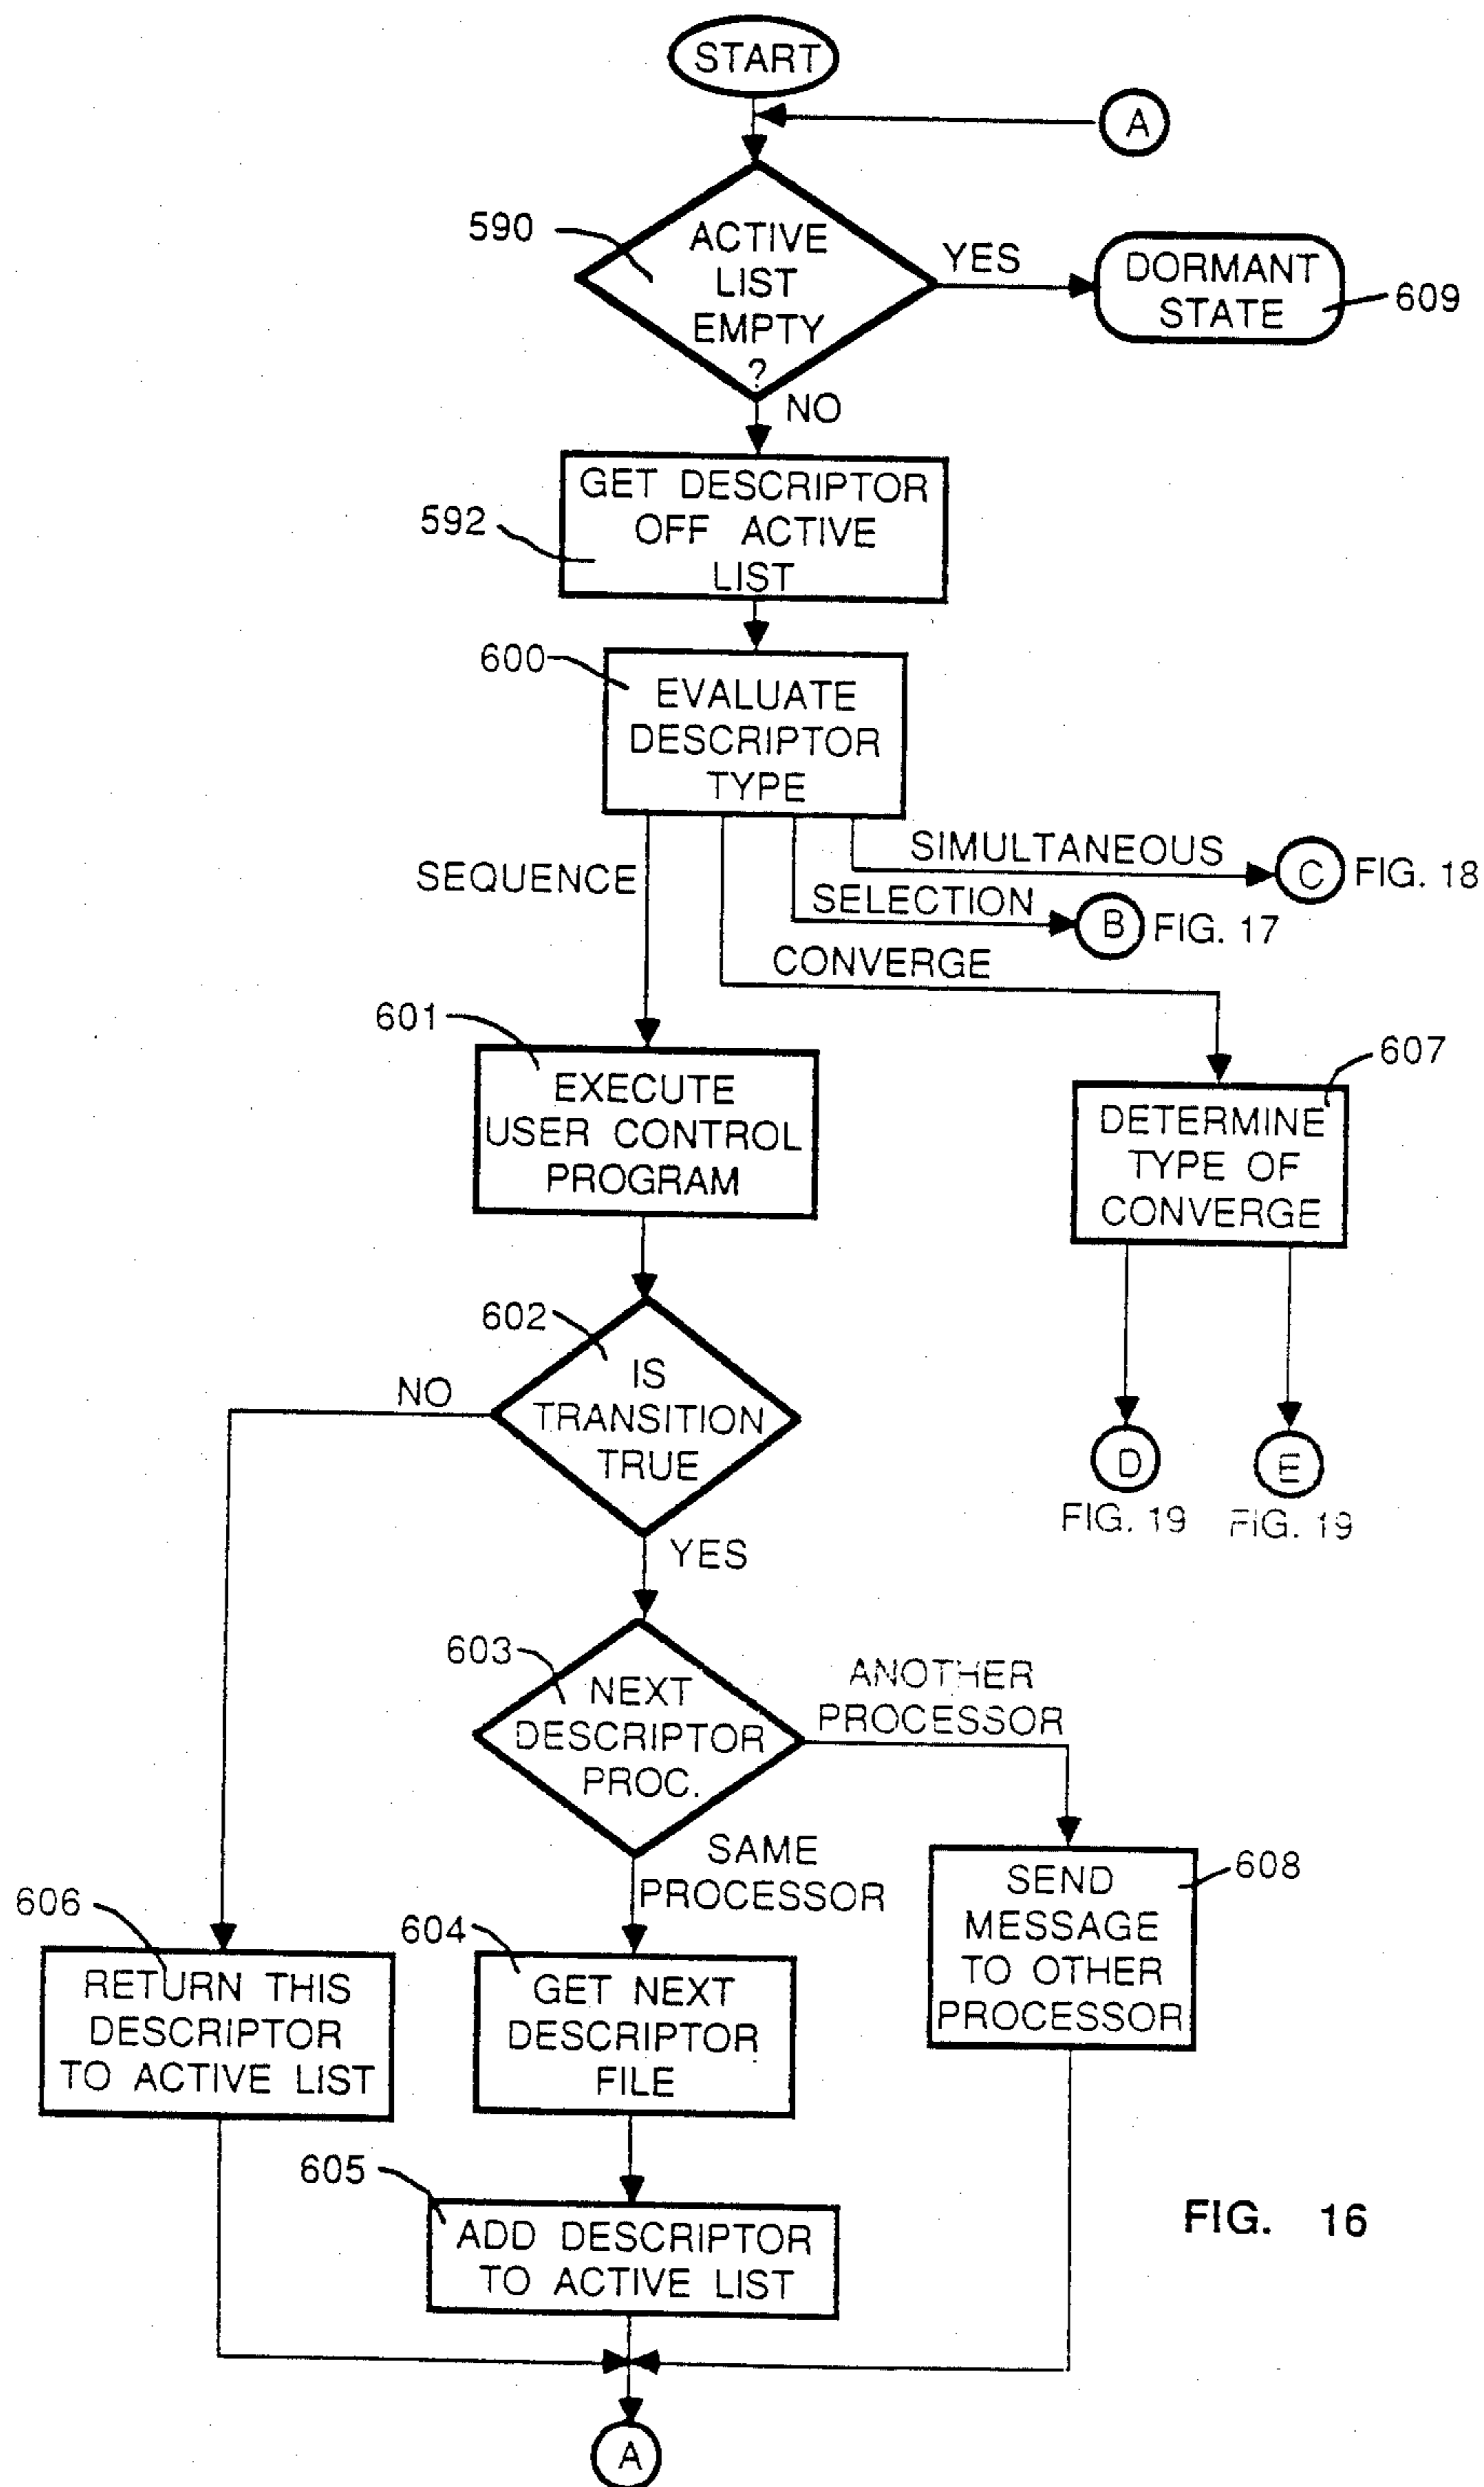 START
A
590
ACTIVE
LIST
EMPTY
?
YES
DORMANT
STATE
609
NO
592
GET DESCRIPTOR
OFF ACTIVE
LIST
600
EVALUATE
DESCRIPTOR
TYPE
SIMULTANEOUS
C FIG. 18
SEQUENCE
SELECTION
B FIG. 17
CONVERGE
601
EXECUTE
USER CONTROL
PROGRAM
607
DETERMINE
TYPE OF
CONVERGE
602
IS
TRANSITION
TRUE
NO
D
FIG. 19
E
FIG. 19
YES
603
NEXT
DESCRIPTOR
PROC.
ANOTHER
PROCESSOR
SAME
PROCESSOR
608
SEND
MESSAGE
TO OTHER
PROCESSOR
606
RETURN THIS
DESCRIPTOR
TO ACTIVE LIST
604
GET NEXT
DESCRIPTOR
FILE
605
ADD DESCRIPTOR
TO ACTIVE LIST
FIG. 16
A